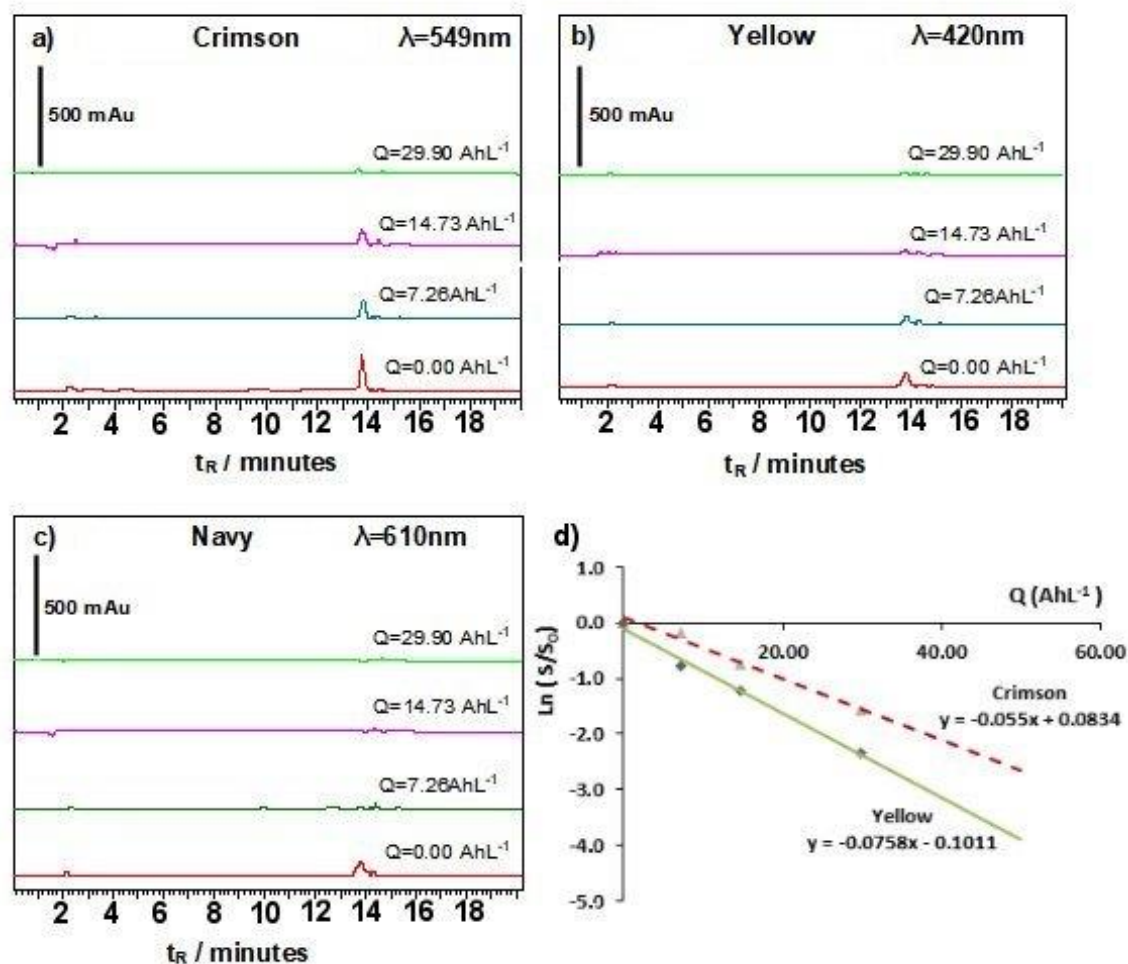 a) Crimson λ=549nm
500 mAu
Q=29.90 AhL⁻¹
Q=14.73 AhL⁻¹
Q=7.26AhL⁻¹
Q=0.00 AhL⁻¹
2 4 6 8 10 12 14 16 18
tR / minutes
b) Yellow λ=420nm
500 mAu
Q=29.90 AhL⁻¹
Q=14.73 AhL⁻¹
Q=7.26AhL⁻¹
Q=0.00 AhL⁻¹
2 4 6 8 10 12 14 16 18
tR / minutes
c) Navy λ=610nm
500 mAu
Q=29.90 AhL⁻¹
Q=14.73 AhL⁻¹
Q=7.26AhL⁻¹
Q=0.00 AhL⁻¹
2 4 6 8 10 12 14 16 18
tR / minutes
d)
1.0
0.0
-1.0
-2.0
-3.0
-4.0
-5.0
Ln ( S/S₀)
Q (AhL⁻¹ )
20.00 40.00 60.00
Crimson
y = -0.055x + 0.0834
Yellow
y = -0.0758x - 0.1011